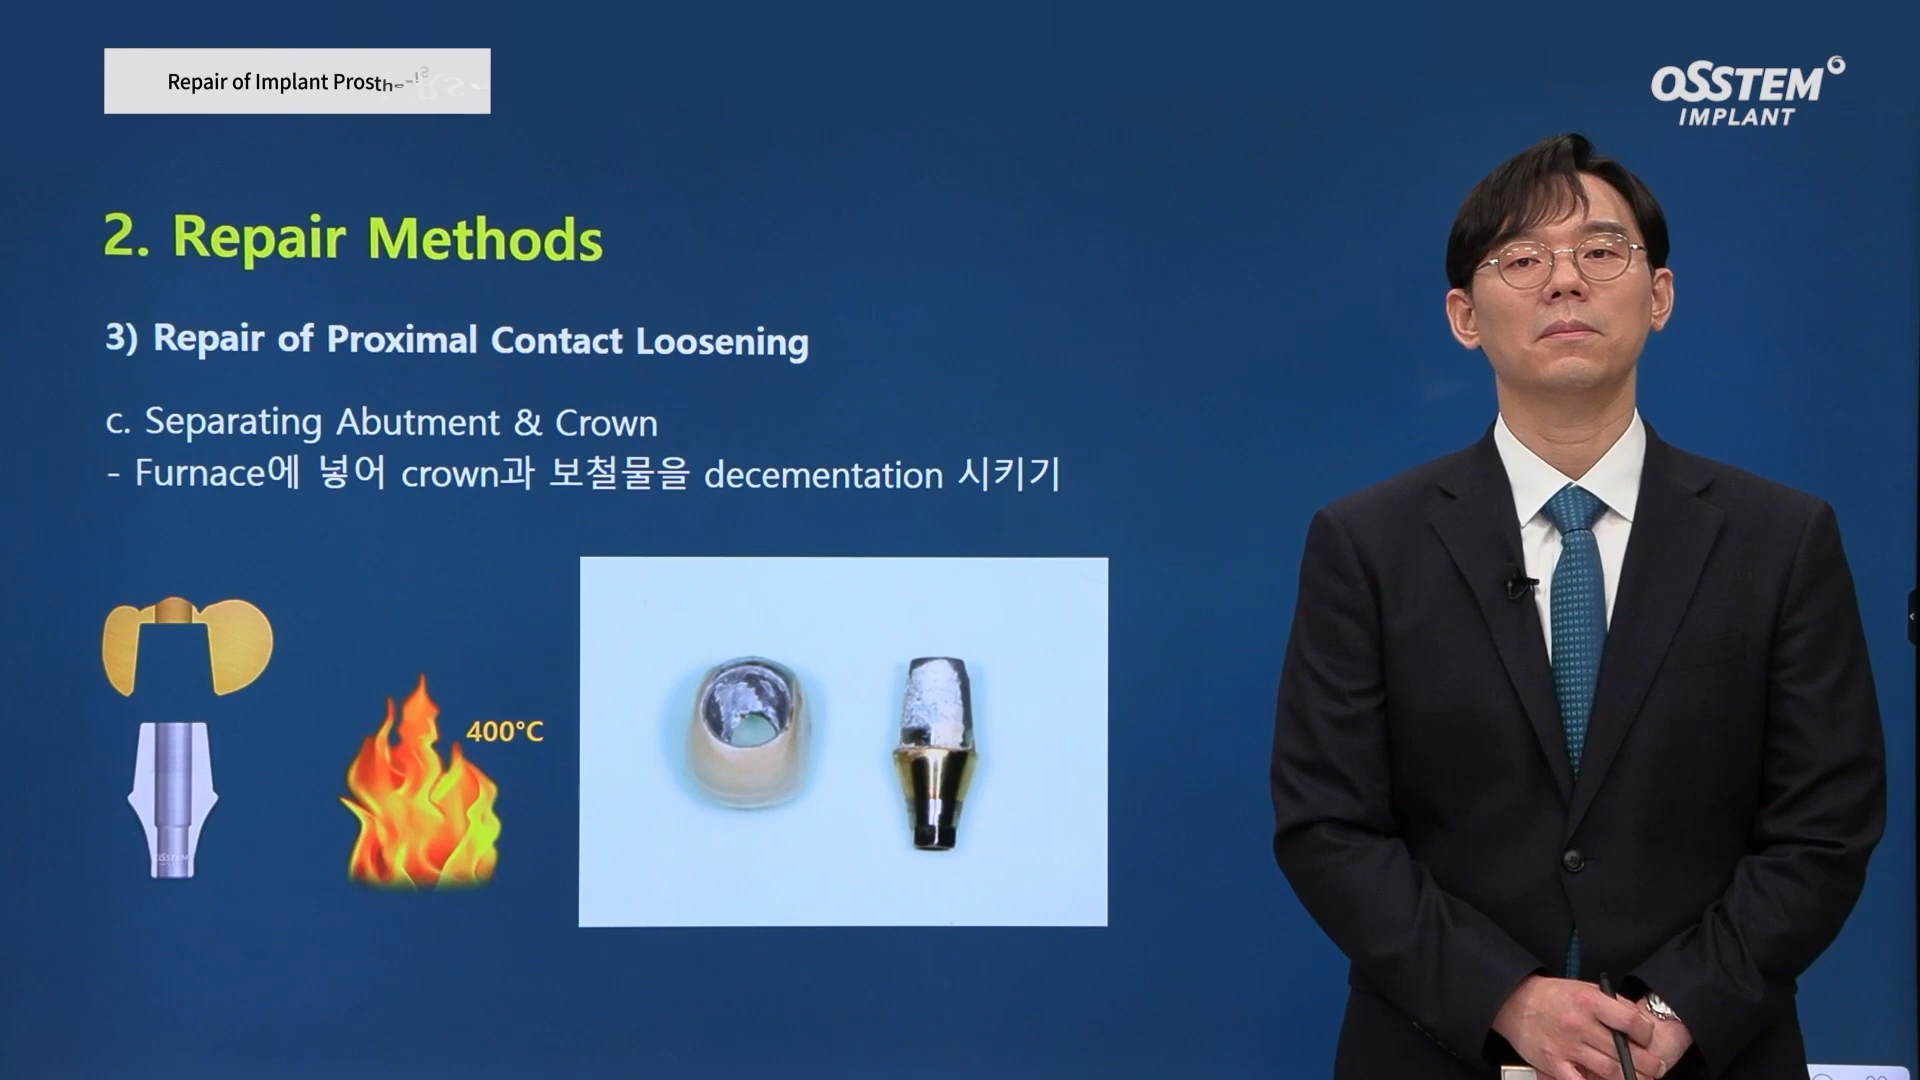 Repair of Implant
OSSTEM
IMPLANT
2. Repair Methods
3) Repair of Proximal Contact Loosening
c. Separating Abutment & Crown
- Furnace에 넣어 crown과 보철물을 decementation 시키기
400°C
OSSTEM